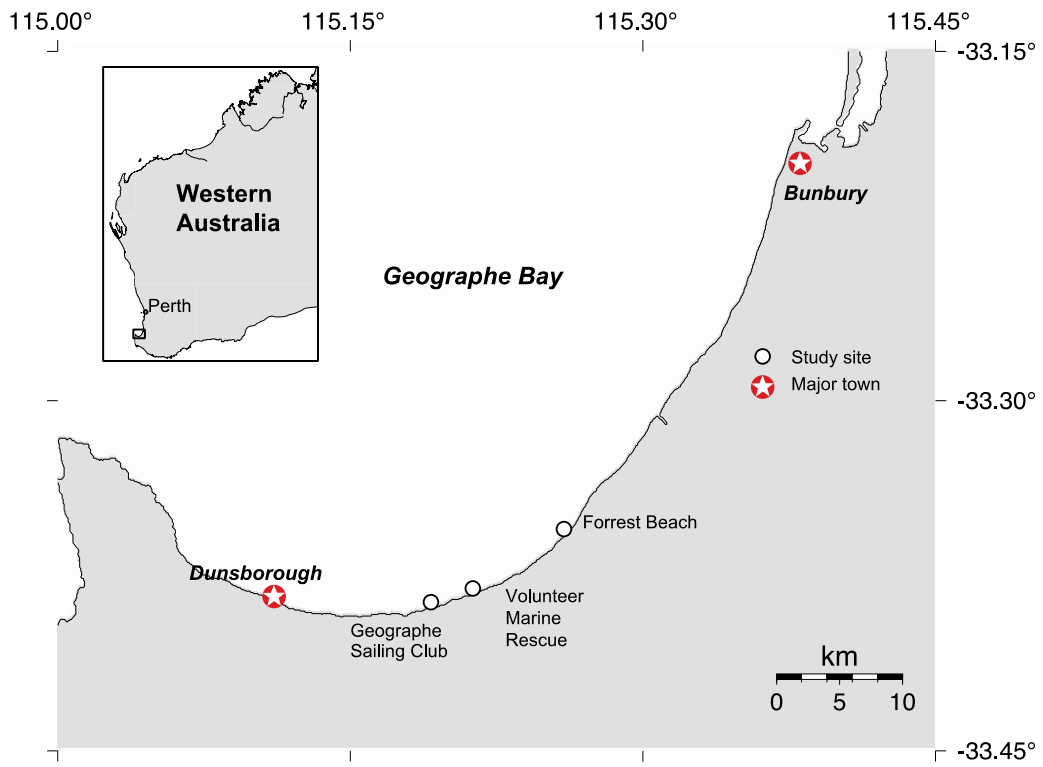 115.00°
115.15°
115.30°
115.45°
-33.15°
Western
Australia
Bunbury
Geographe Bay
Perth
Study site
Major town
-33.30°
Forrest Beach
Dunsborough
Volunteer
Marine
Rescue
Geographe
Sailing Club
km
0 5 10
-33.45°